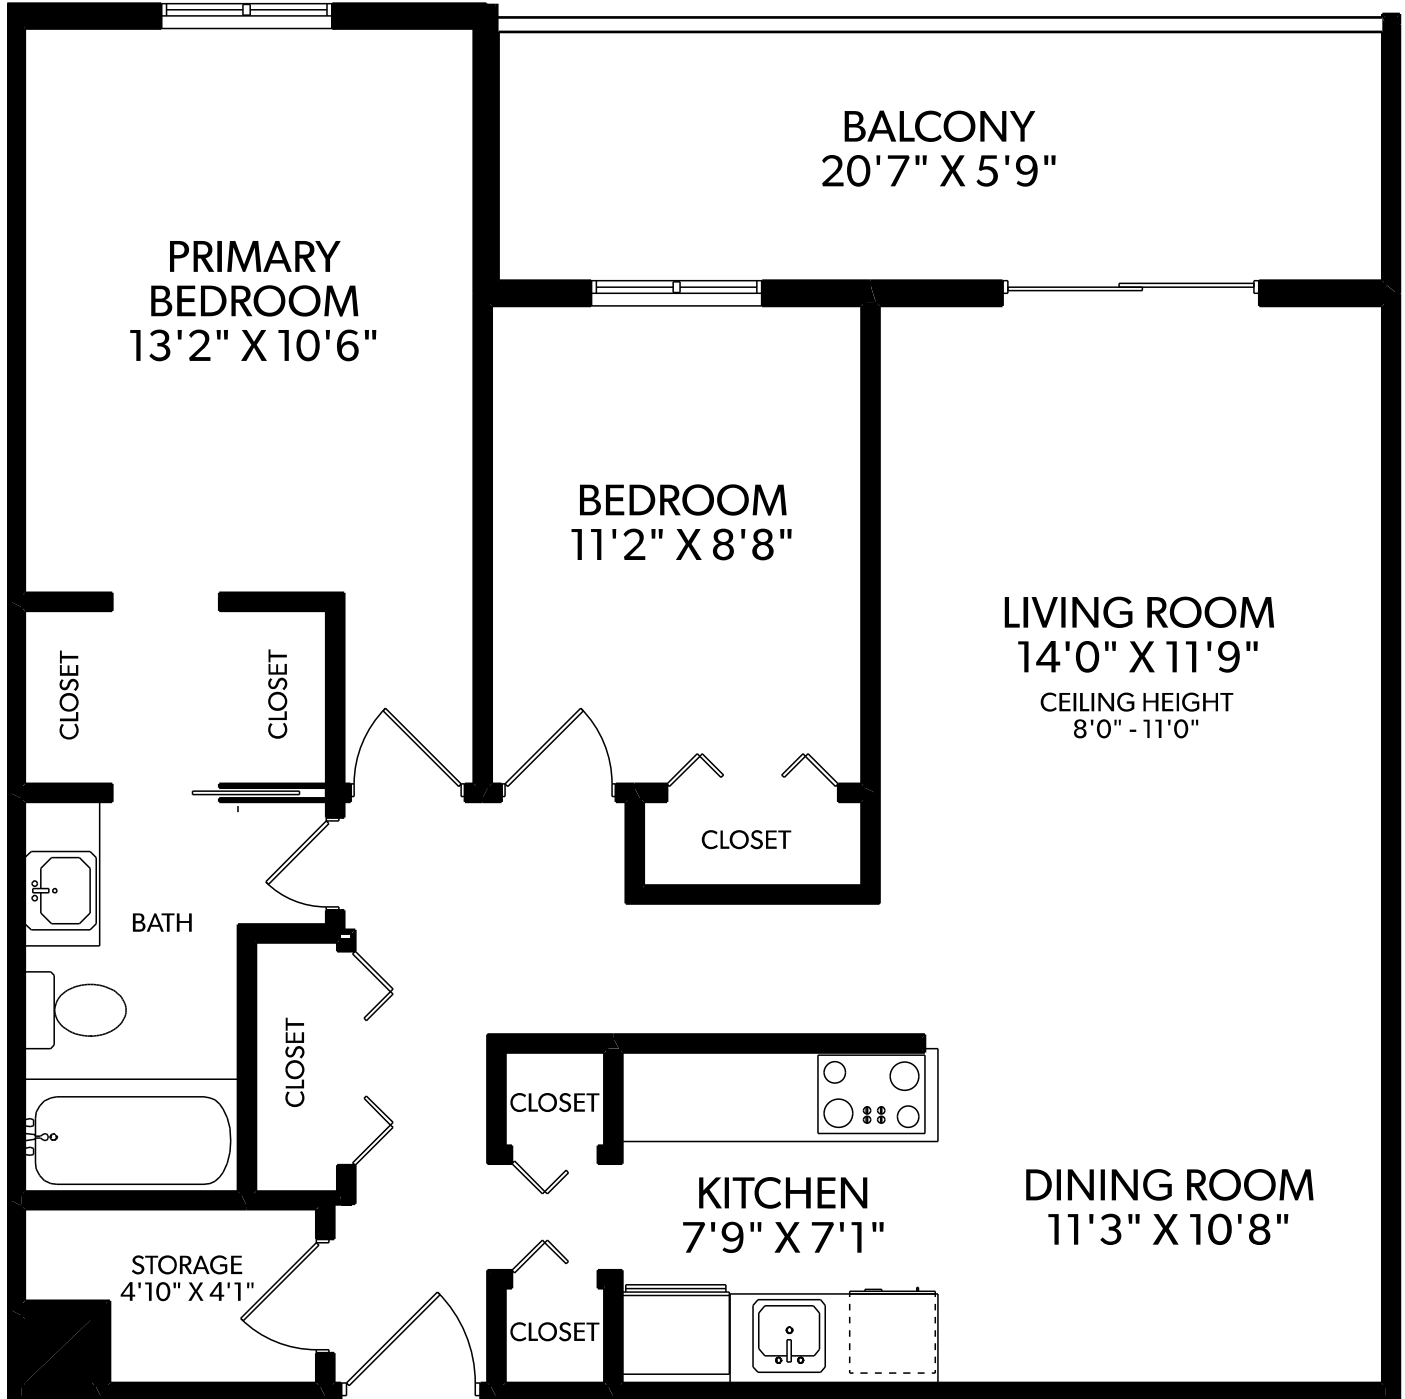 BALCONY
20'7" X 5'9"
PRIMARY
BEDROOM
13'2" X 10'6"
BEDROOM
11'2" X 8'8"
LIVING ROOM
14'0" X 11'9"
CEILING HEIGHT
8'0" - 11'0"
CLOSET
CLOSET
CLOSET
BATH
CLOSET
CLOSET
KITCHEN
7'9" X 7'1"
DINING ROOM
11'3" X 10'8"
STORAGE
4'10" X 4'1"
CLOSET